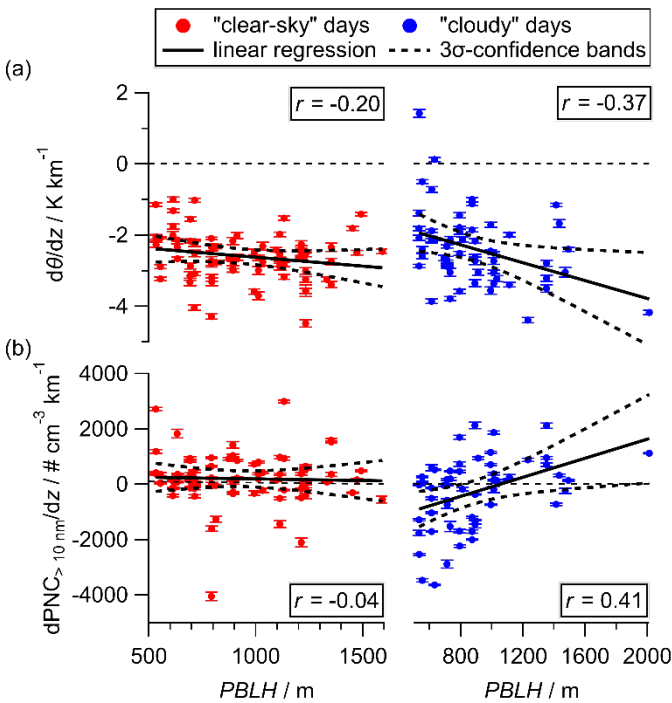 "clear-sky" days "cloudy" days
linear regression 3σ-confidence bands
(a)
r = -0.20 r = -0.37
2
0
-2
-4
dθ/dz / K km⁻¹
(b)
4000
2000
0
-2000
-4000
dPNC> 10 nm/dz / # cm⁻³ km⁻¹
r = -0.04 r = 0.41
500 1000 1500 800 1200 1600 2000
PBLH / m PBLH / m